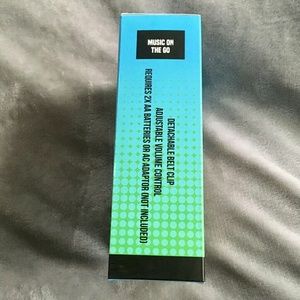 MUSIC ON
THE GO
DETACHABLE BELT CLIP
ADJUSTABLE VOLUME CONTROL
REQUIRES 2X AA BATTERIES OR AC ADAPTOR (NOT INCLUDED)